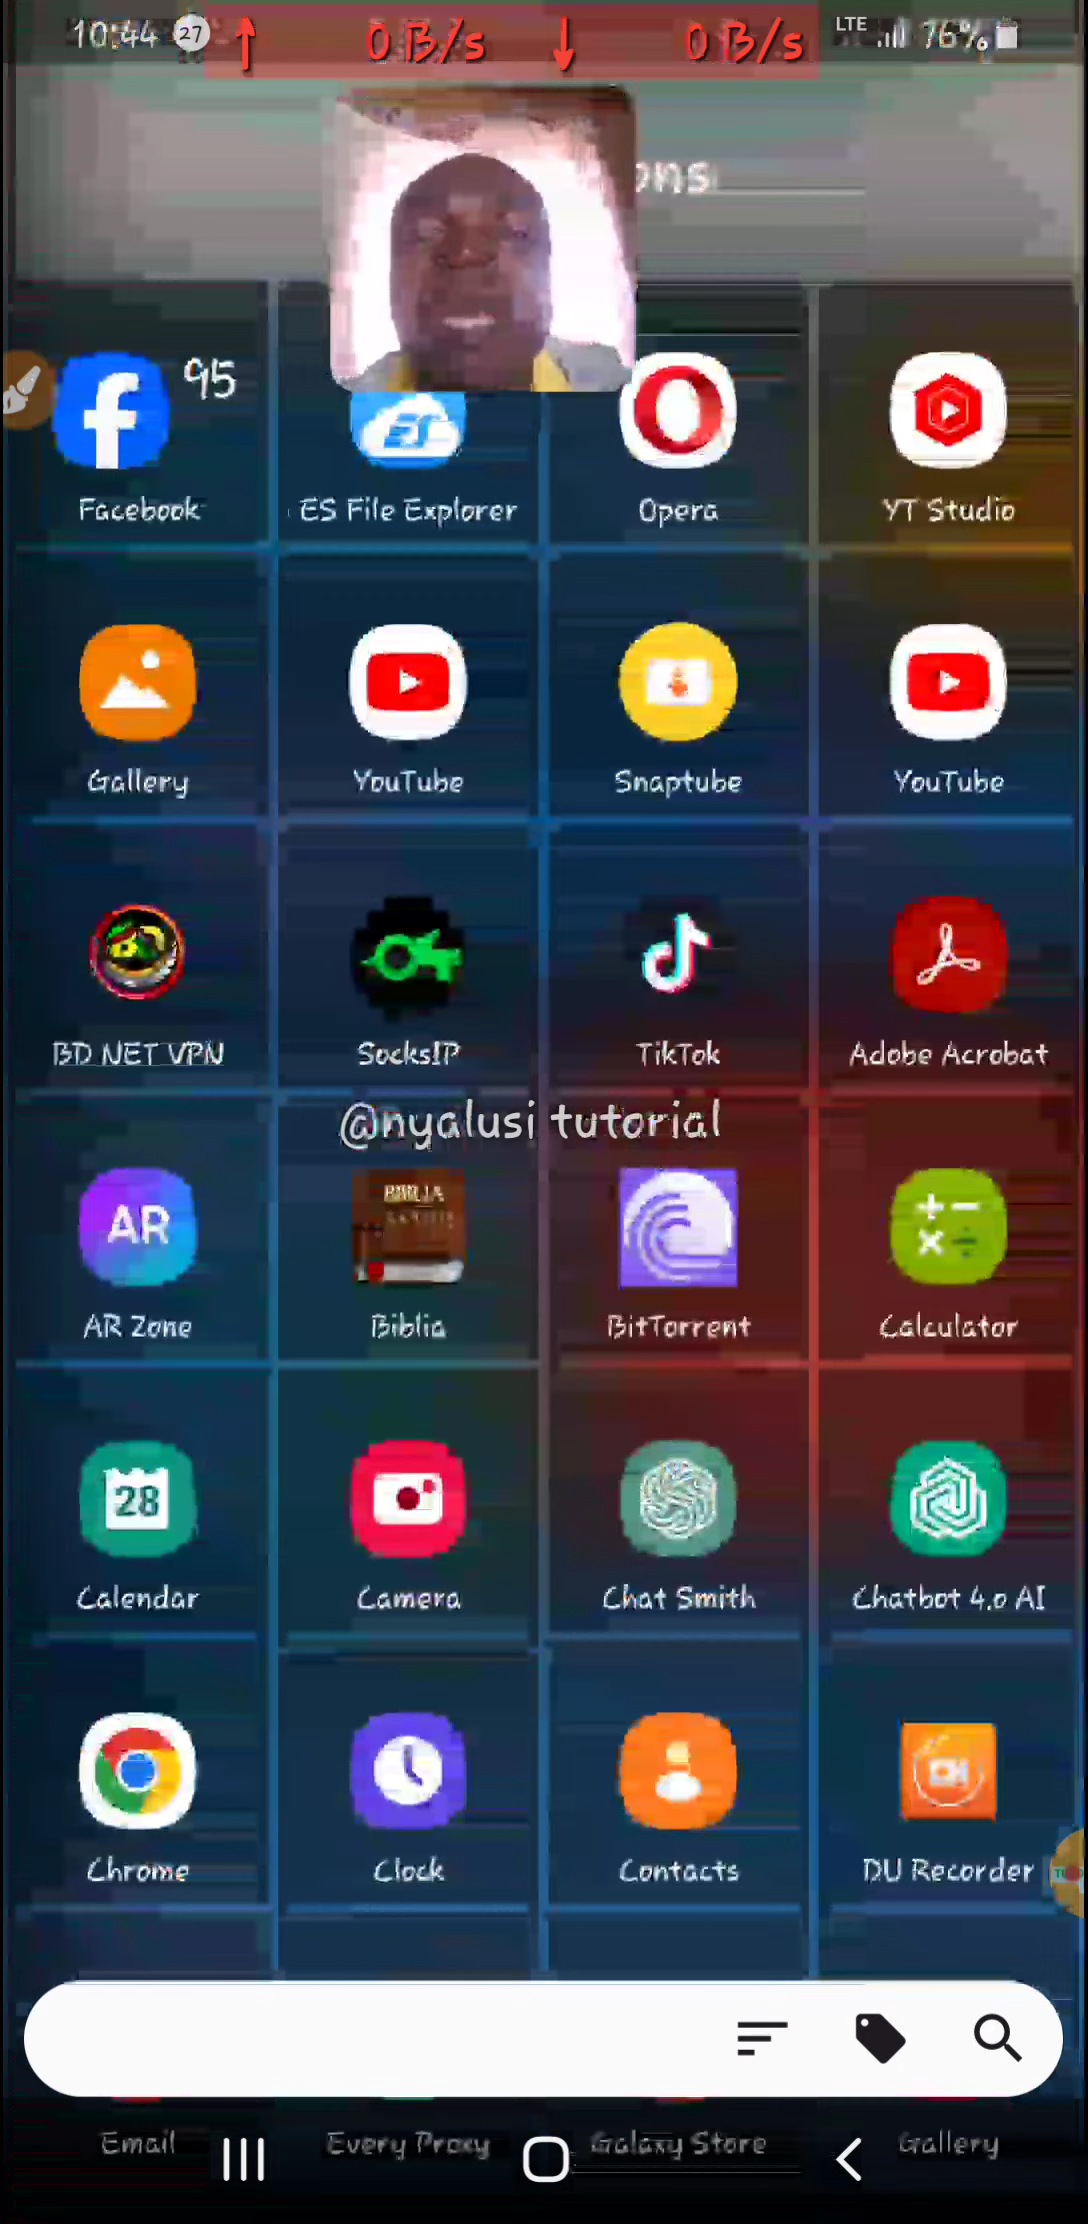 10:44 27 ↑ 0 B/s ↓ 0 B/s LTE 76%
95
Facebook ES File Explorer Opera YT Studio
Gallery YouTube Snaptube YouTube
BD NET VPN SocksIP TikTok Adobe Acrobat
@nyalusi tutorial
AR BIBLIA
AR Zone Biblia BitTorrent Calculator
28
Calendar Camera Chat Smith Chatbot 4.0 AI
Chrome Clock Contacts DU Recorder
Email Every Proxy Galaxy Store Gallery